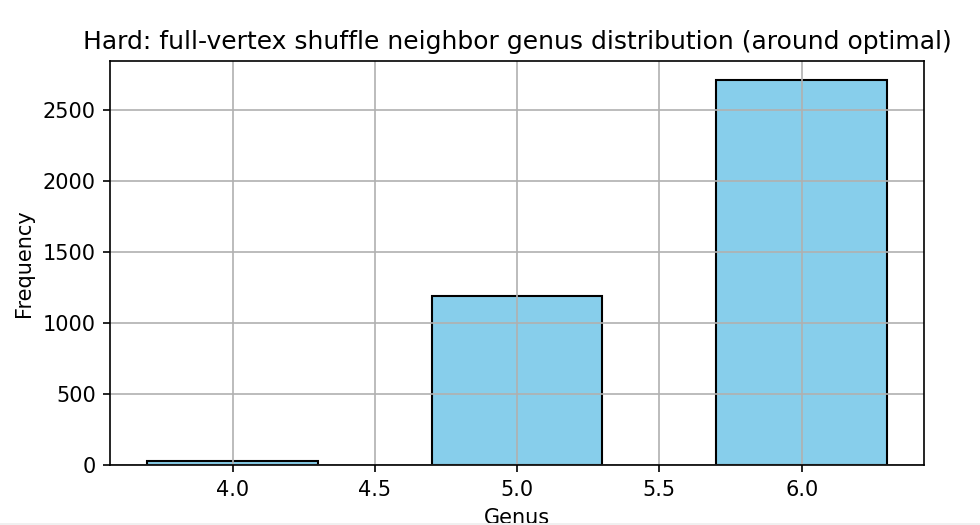 Hard: full-vertex shuffle neighbor genus distribution (around optimal)
Frequency
2500
2000
1500
1000
500
0
4.0 4.5 5.0 5.5 6.0
Genus